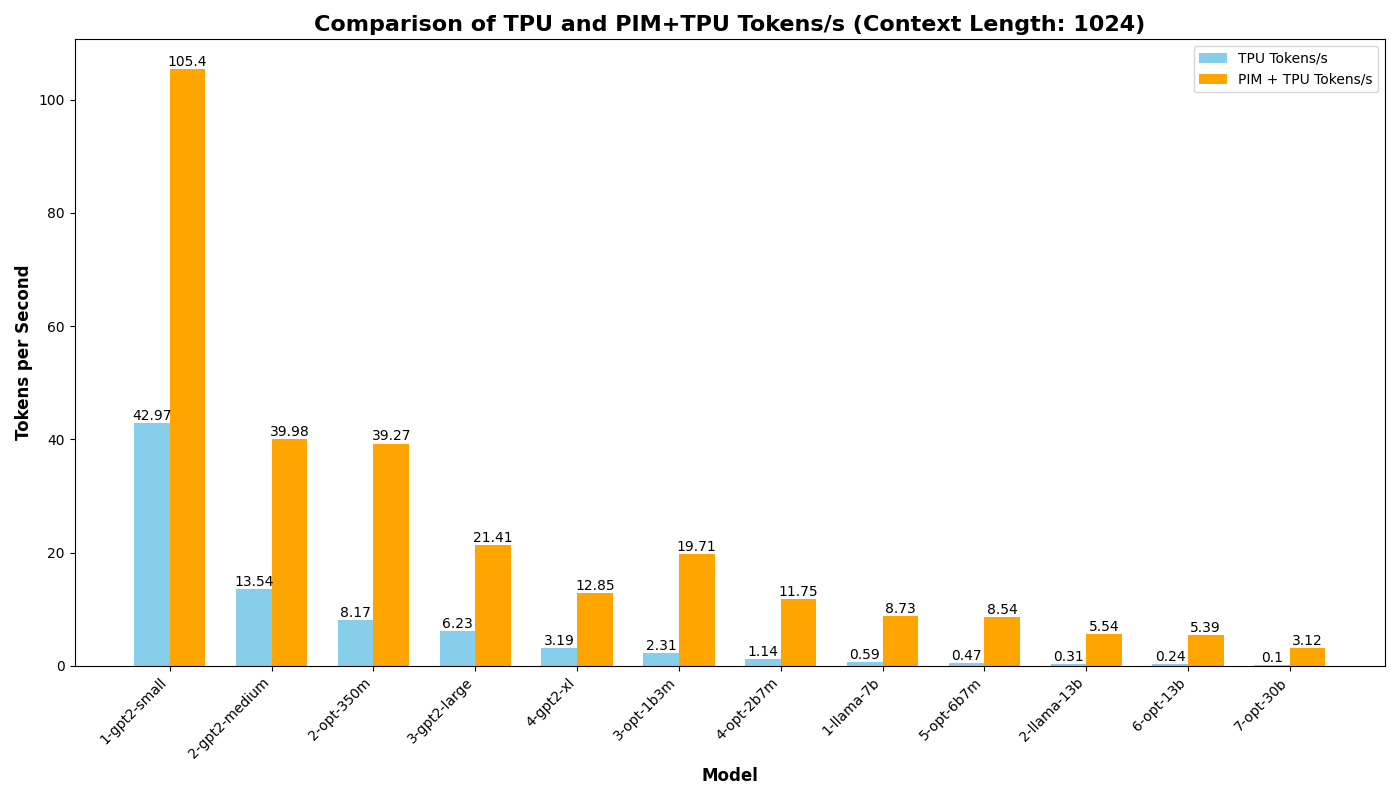 Comparison of TPU and PIM+TPU Tokens/s (Context Length: 1024)
TPU Tokens/s
PIM + TPU Tokens/s
Tokens per Second
100
80
60
40
20
0
42.97
105.4
13.54
39.98
8.17
39.27
6.23
21.41
3.19
12.85
2.31
19.71
1.14
11.75
0.59
8.73
0.47
8.54
0.31
5.54
0.24
5.39
0.1
3.12
1-gpt2-small
2-gpt2-medium
2-opt-350m
3-gpt2-large
4-gpt2-xl
3-opt-1b3m
4-opt-2b7m
1-llama-7b
5-opt-6b7m
2-llama-13b
6-opt-13b
7-opt-30b
Model